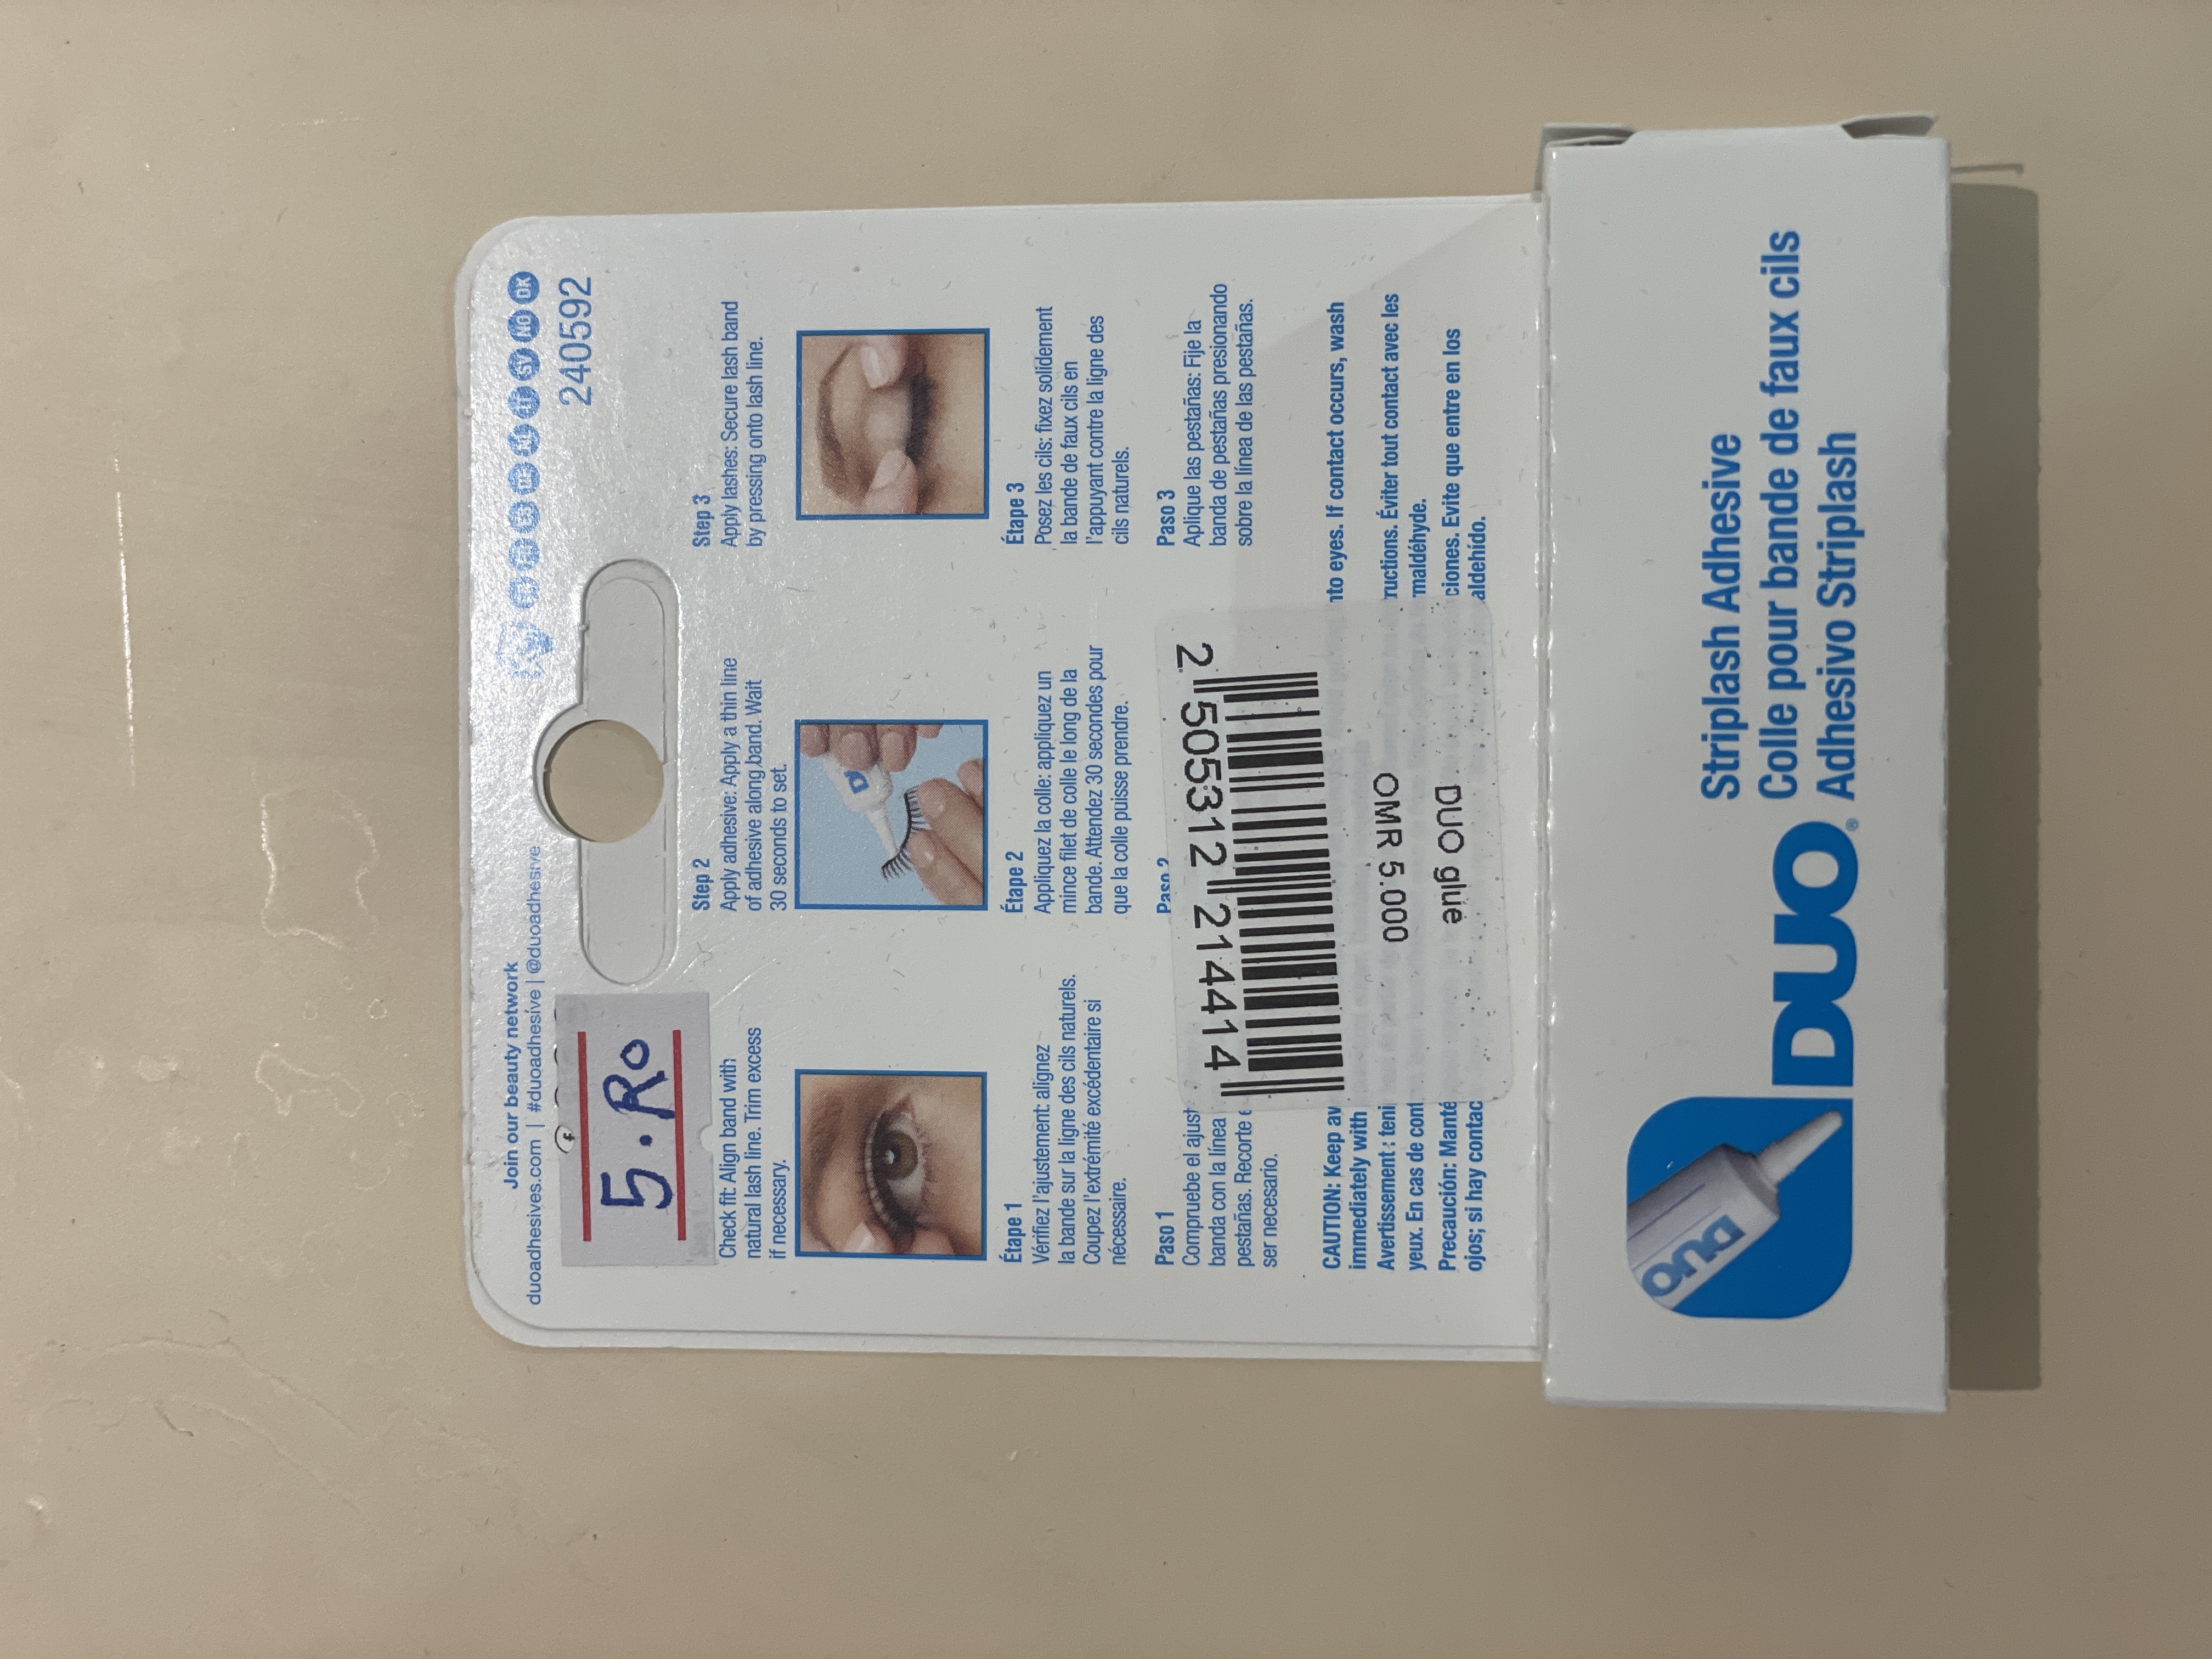 Join our beauty network
duoadhesives.com | #duoadhesive | @duoadhesive
240592
5.Ro
Check fit: Align band with
natural lash line. Trim excess
if necessary.
Step 2
Apply adhesive: Apply a thin line
of adhesive along band. Wait
30 seconds to set.
Step 3
Apply lashes: Secure lash band
by pressing onto lash line.
Étape 1
Vérifiez l'ajustement: alignez
la bande sur la ligne des cils naturels.
Coupez l'extrémité excédentaire si
nécessaire.
Étape 2
Appliquez la colle: appliquez un
mince filet de colle le long de la
bande. Attendez 30 secondes pour
que la colle puisse prendre.
Étape 3
Posez les cils: fixez solidement
la bande de faux cils en
l'appuyant contre la ligne des
cils naturels.
Paso 1
Compruebe el ajust
banda con la línea
pestañas. Recorte e
ser necesario.
Paso 2
Paso 3
Aplique las pestañas: Fije la
banda de pestañas presionando
sobre la línea de las pestañas.
2 505312 214414
OMR 5.000
DUO glue
CAUTION: Keep av nto eyes. If contact occurs, wash
immediately with
Avertissement : teni ructions. Éviter tout contact avec les
yeux. En cas de cont rmaldéhyde.
Precaución: Manté ciones. Evite que entre en los
ojos; si hay contac aldehído.
DUO
DUO®
Striplash Adhesive
Colle pour bande de faux cils
Adhesivo Striplash